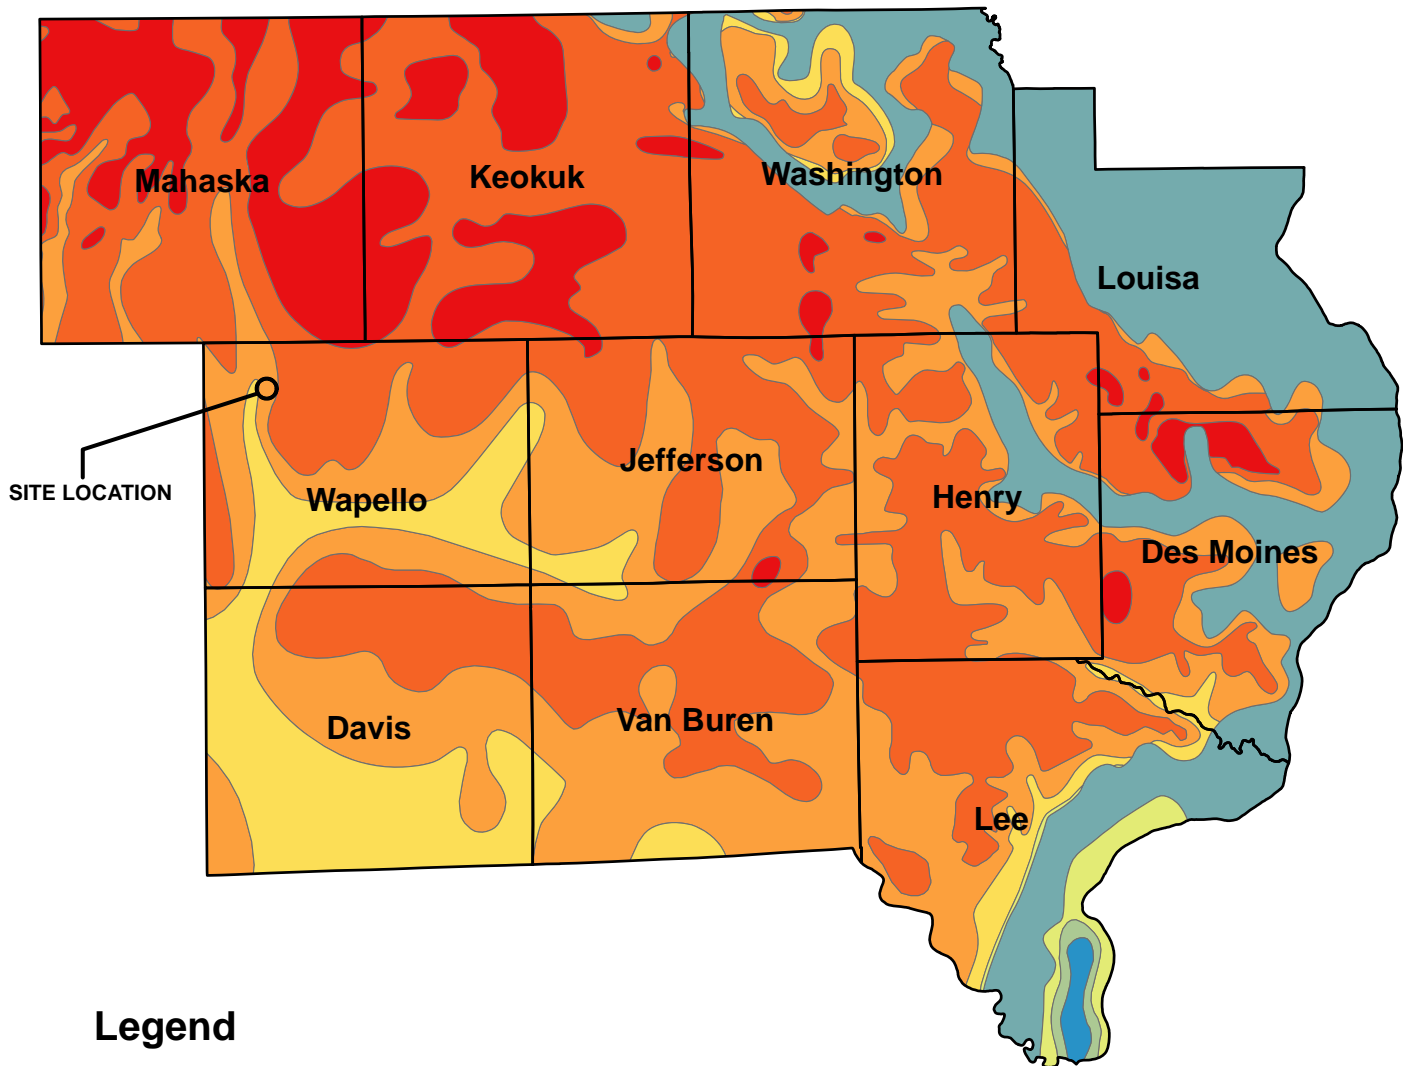 Mahaska
Keokuk
Washington
Louisa
SITE LOCATION
Wapello
Jefferson
Henry
Des Moines
Davis
Van Buren
Lee
Legend